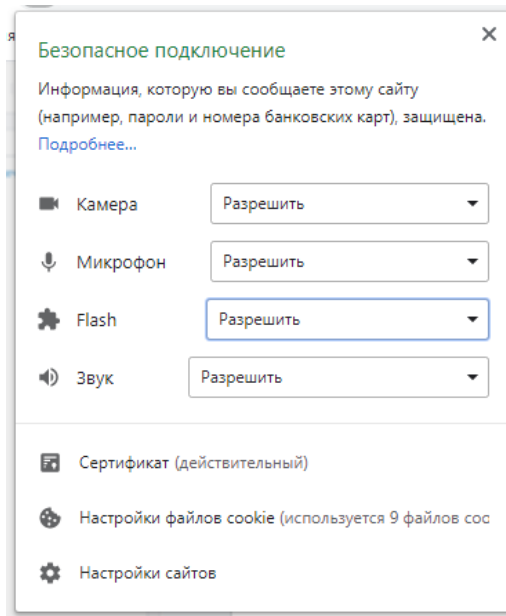 Безопасное подключение
Информация, которую вы сообщаете этому сайту
(например, пароли и номера банковских карт), защищена.
Подробнее...
Камера Разрешить
Микрофон Разрешить
Flash Разрешить
Звук Разрешить
Сертификат (действительный)
Настройки файлов cookie (используется 9 файлов coo
Настройки сайтов